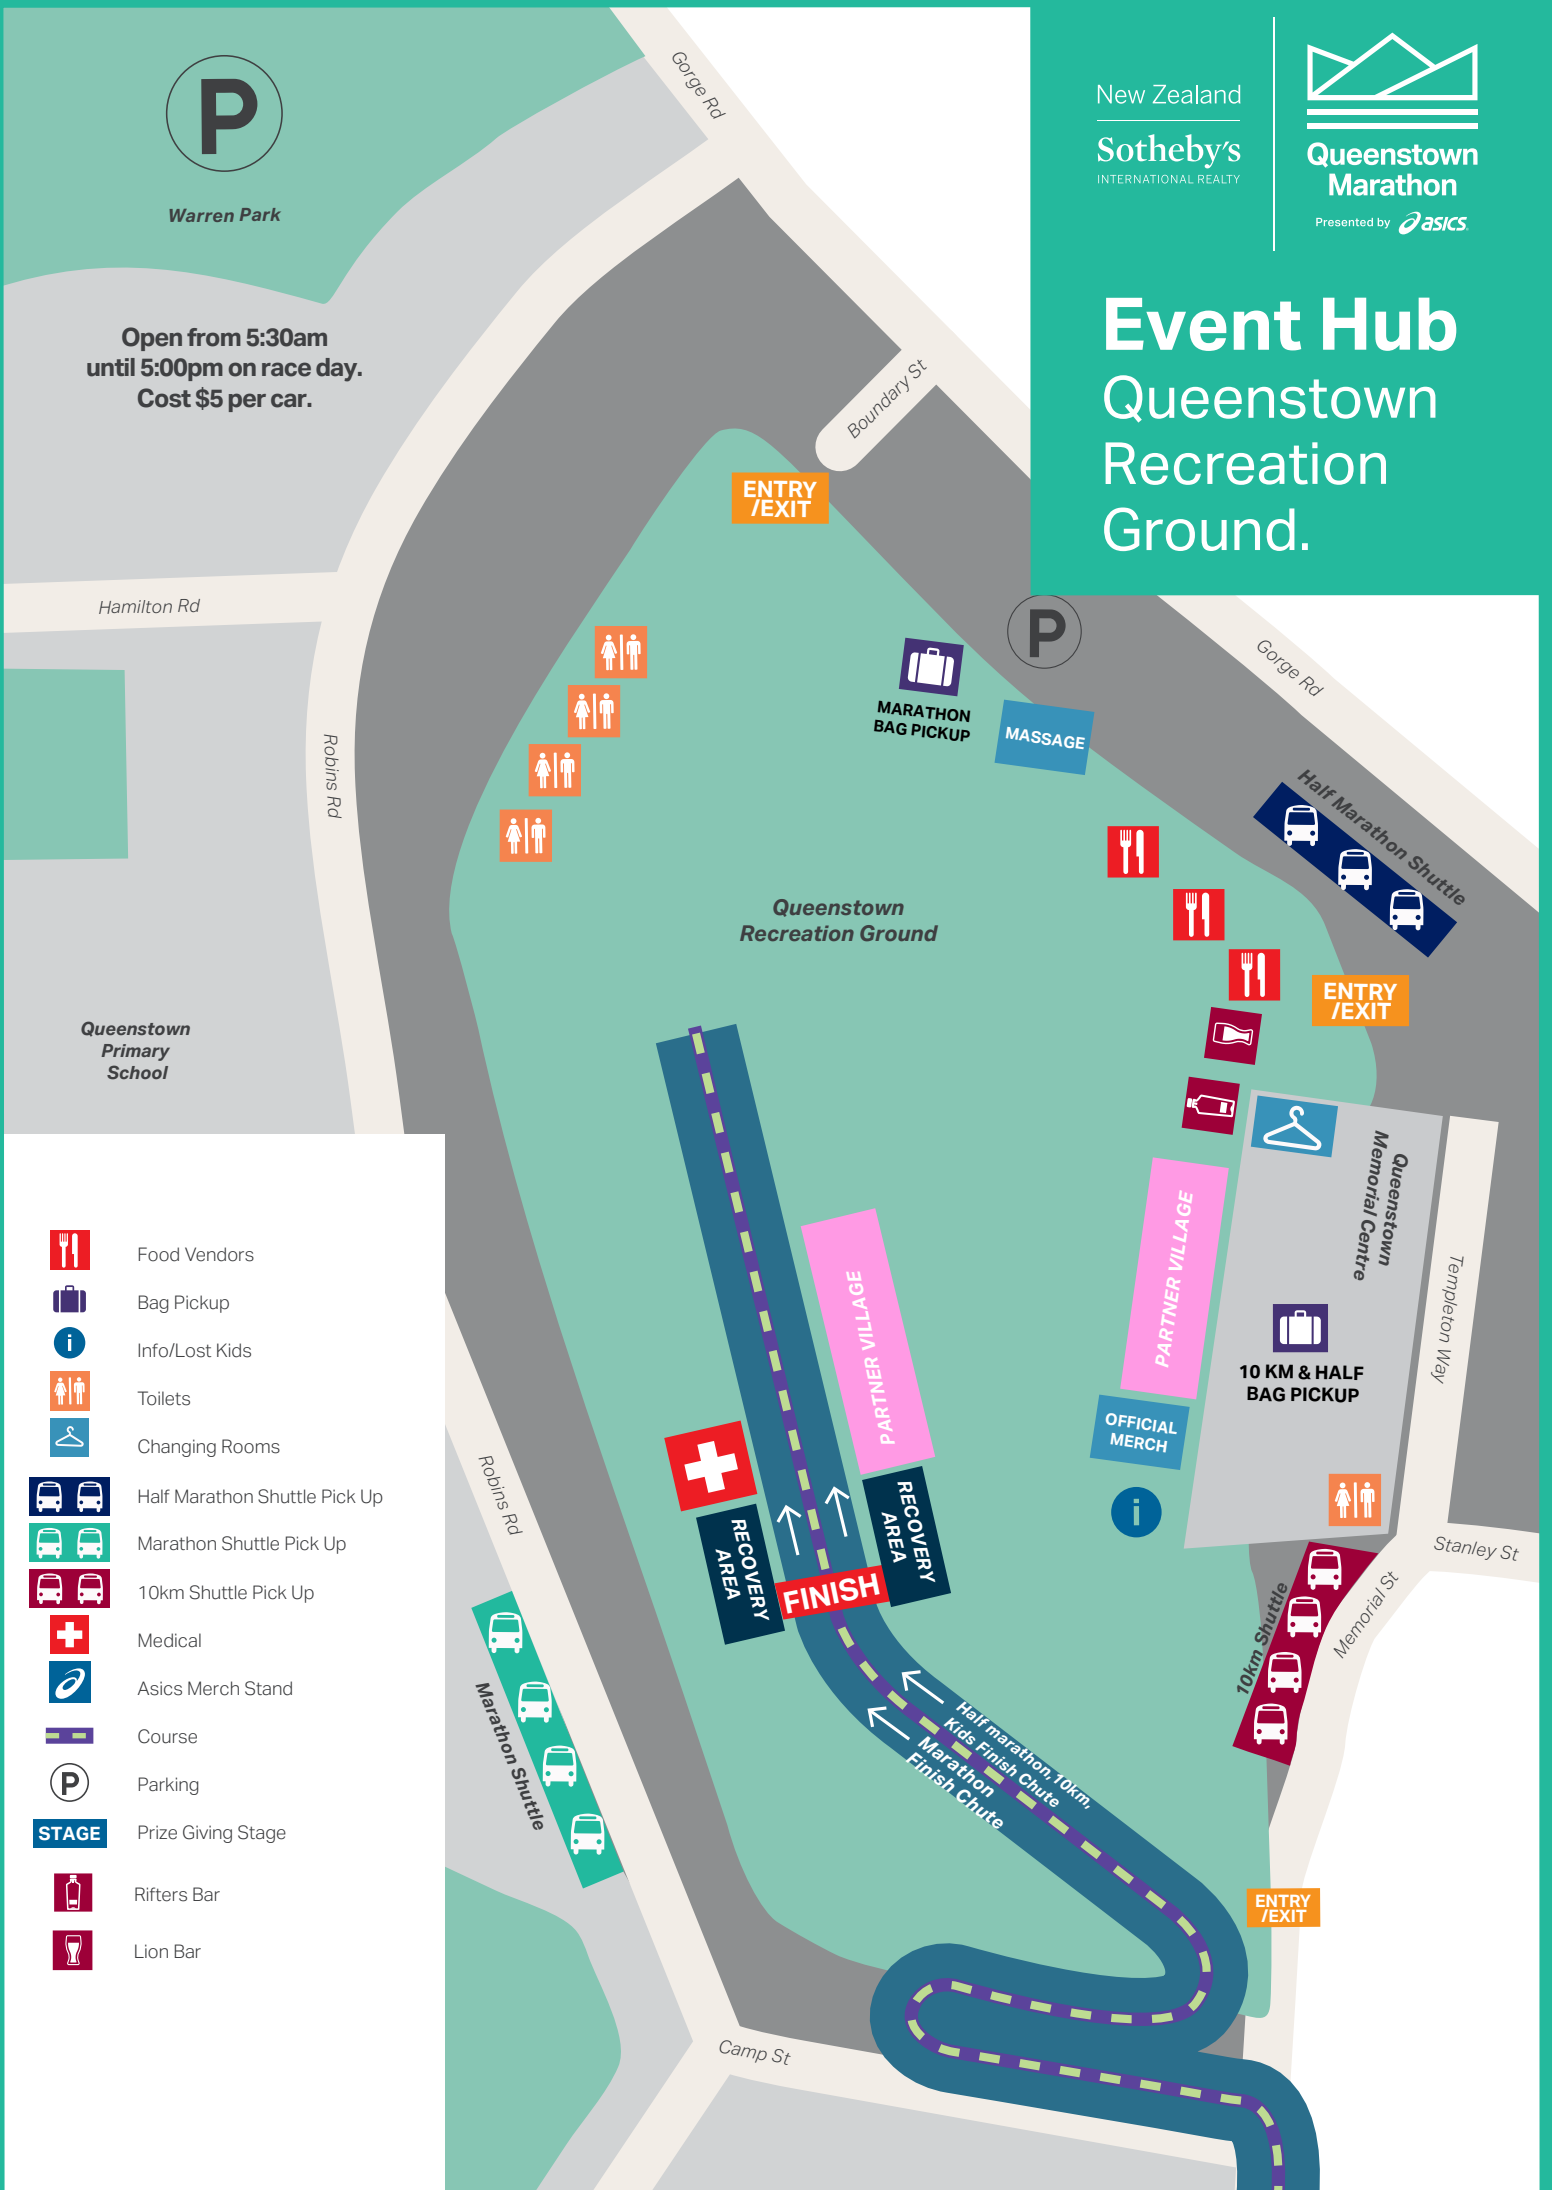 New Zealand
Sotheby's
INTERNATIONAL REALTY
Queenstown
Marathon
Presented by asics
Event Hub
Queenstown
Recreation
Ground.
P
Warren Park
Open from 5:30am
until 5:00pm on race day.
Cost $5 per car.
Gorge Rd
Boundary St
ENTRY
/EXIT
Hamilton Rd
Robins Rd
P
Gorge Rd
MARATHON
BAG PICKUP
MASSAGE
Half Marathon Shuttle
Queenstown
Recreation Ground
ENTRY
/EXIT
Queenstown
Primary
School
Queenstown
Memorial Centre
PARTNER VILLAGE
PARTNER VILLAGE
Templeton Way
10 KM & HALF
BAG PICKUP
OFFICIAL
MERCH
i
RECOVERY
AREA
RECOVERY
AREA
FINISH
Robins Rd
Stanley St
Memorial St
10km Shuttle
Marathon Shuttle
Half marathon, 10km,
Kids Finish Chute
Marathon
Finish Chute
ENTRY
/EXIT
Camp St
Food Vendors
Bag Pickup
i
Info/Lost Kids
Toilets
Changing Rooms
Half Marathon Shuttle Pick Up
Marathon Shuttle Pick Up
10km Shuttle Pick Up
Medical
Asics Merch Stand
Course
P
Parking
STAGE
Prize Giving Stage
Rifters Bar
Lion Bar